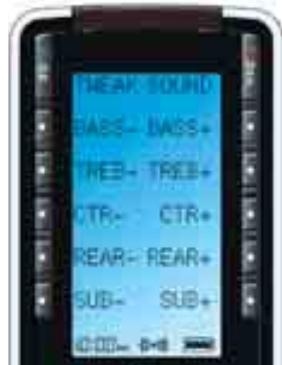 TWEAK SOUND
BASS- BASS+
TREB- TREB+
CTR- CTR+
REAR- REAR+
SUB- SUB+